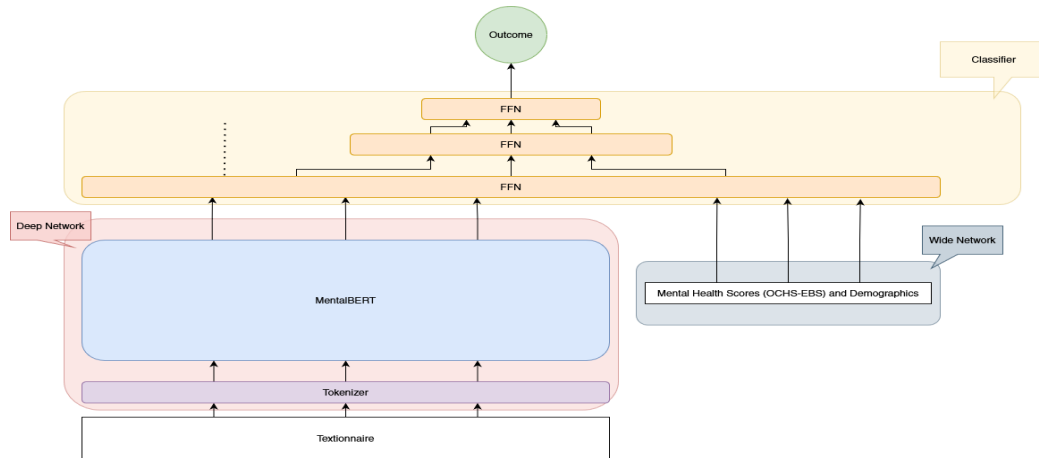 Outcome
Classifier
FFN
FFN
FFN
Deep Network
Wide Network
MentalBERT
Mental Health Scores (OCHS-EBS) and Demographics
Tokenizer
Textionnaire